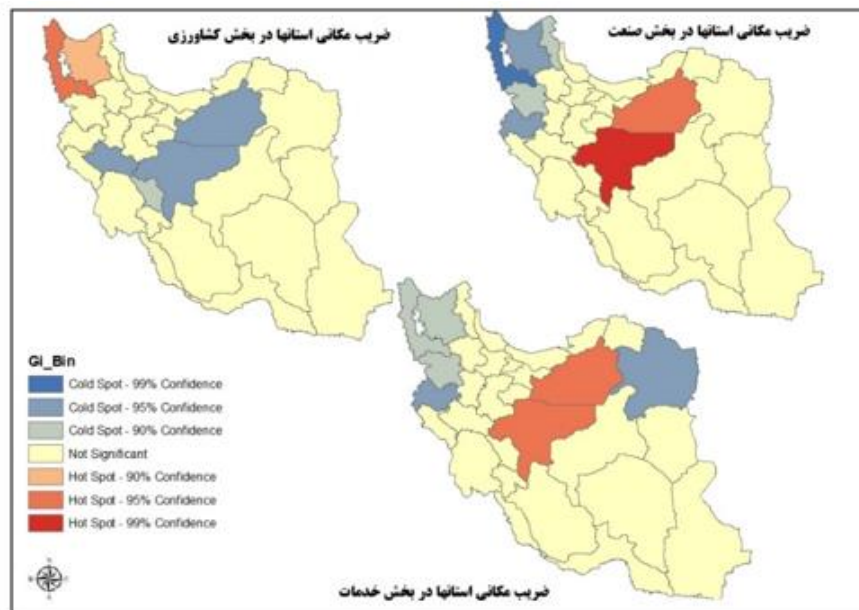 ضریب مکانی استانها در بخش کشاورزی
ضریب مکانی استانها در بخش صنعت
Gi_Bin
Cold Spot - 99% Confidence
Cold Spot - 95% Confidence
Cold Spot - 90% Confidence
Not Significant
Hot Spot - 90% Confidence
Hot Spot - 95% Confidence
Hot Spot - 99% Confidence
ضریب مکانی استانها در بخش خدمات